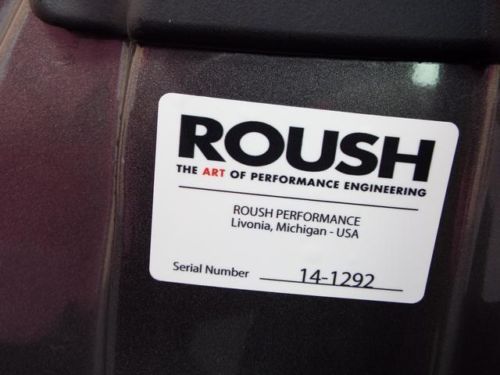 ROUSH
THE ART OF PERFORMANCE ENGINEERING
ROUSH PERFORMANCE
Livonia, Michigan - USA
Serial Number 14-1292